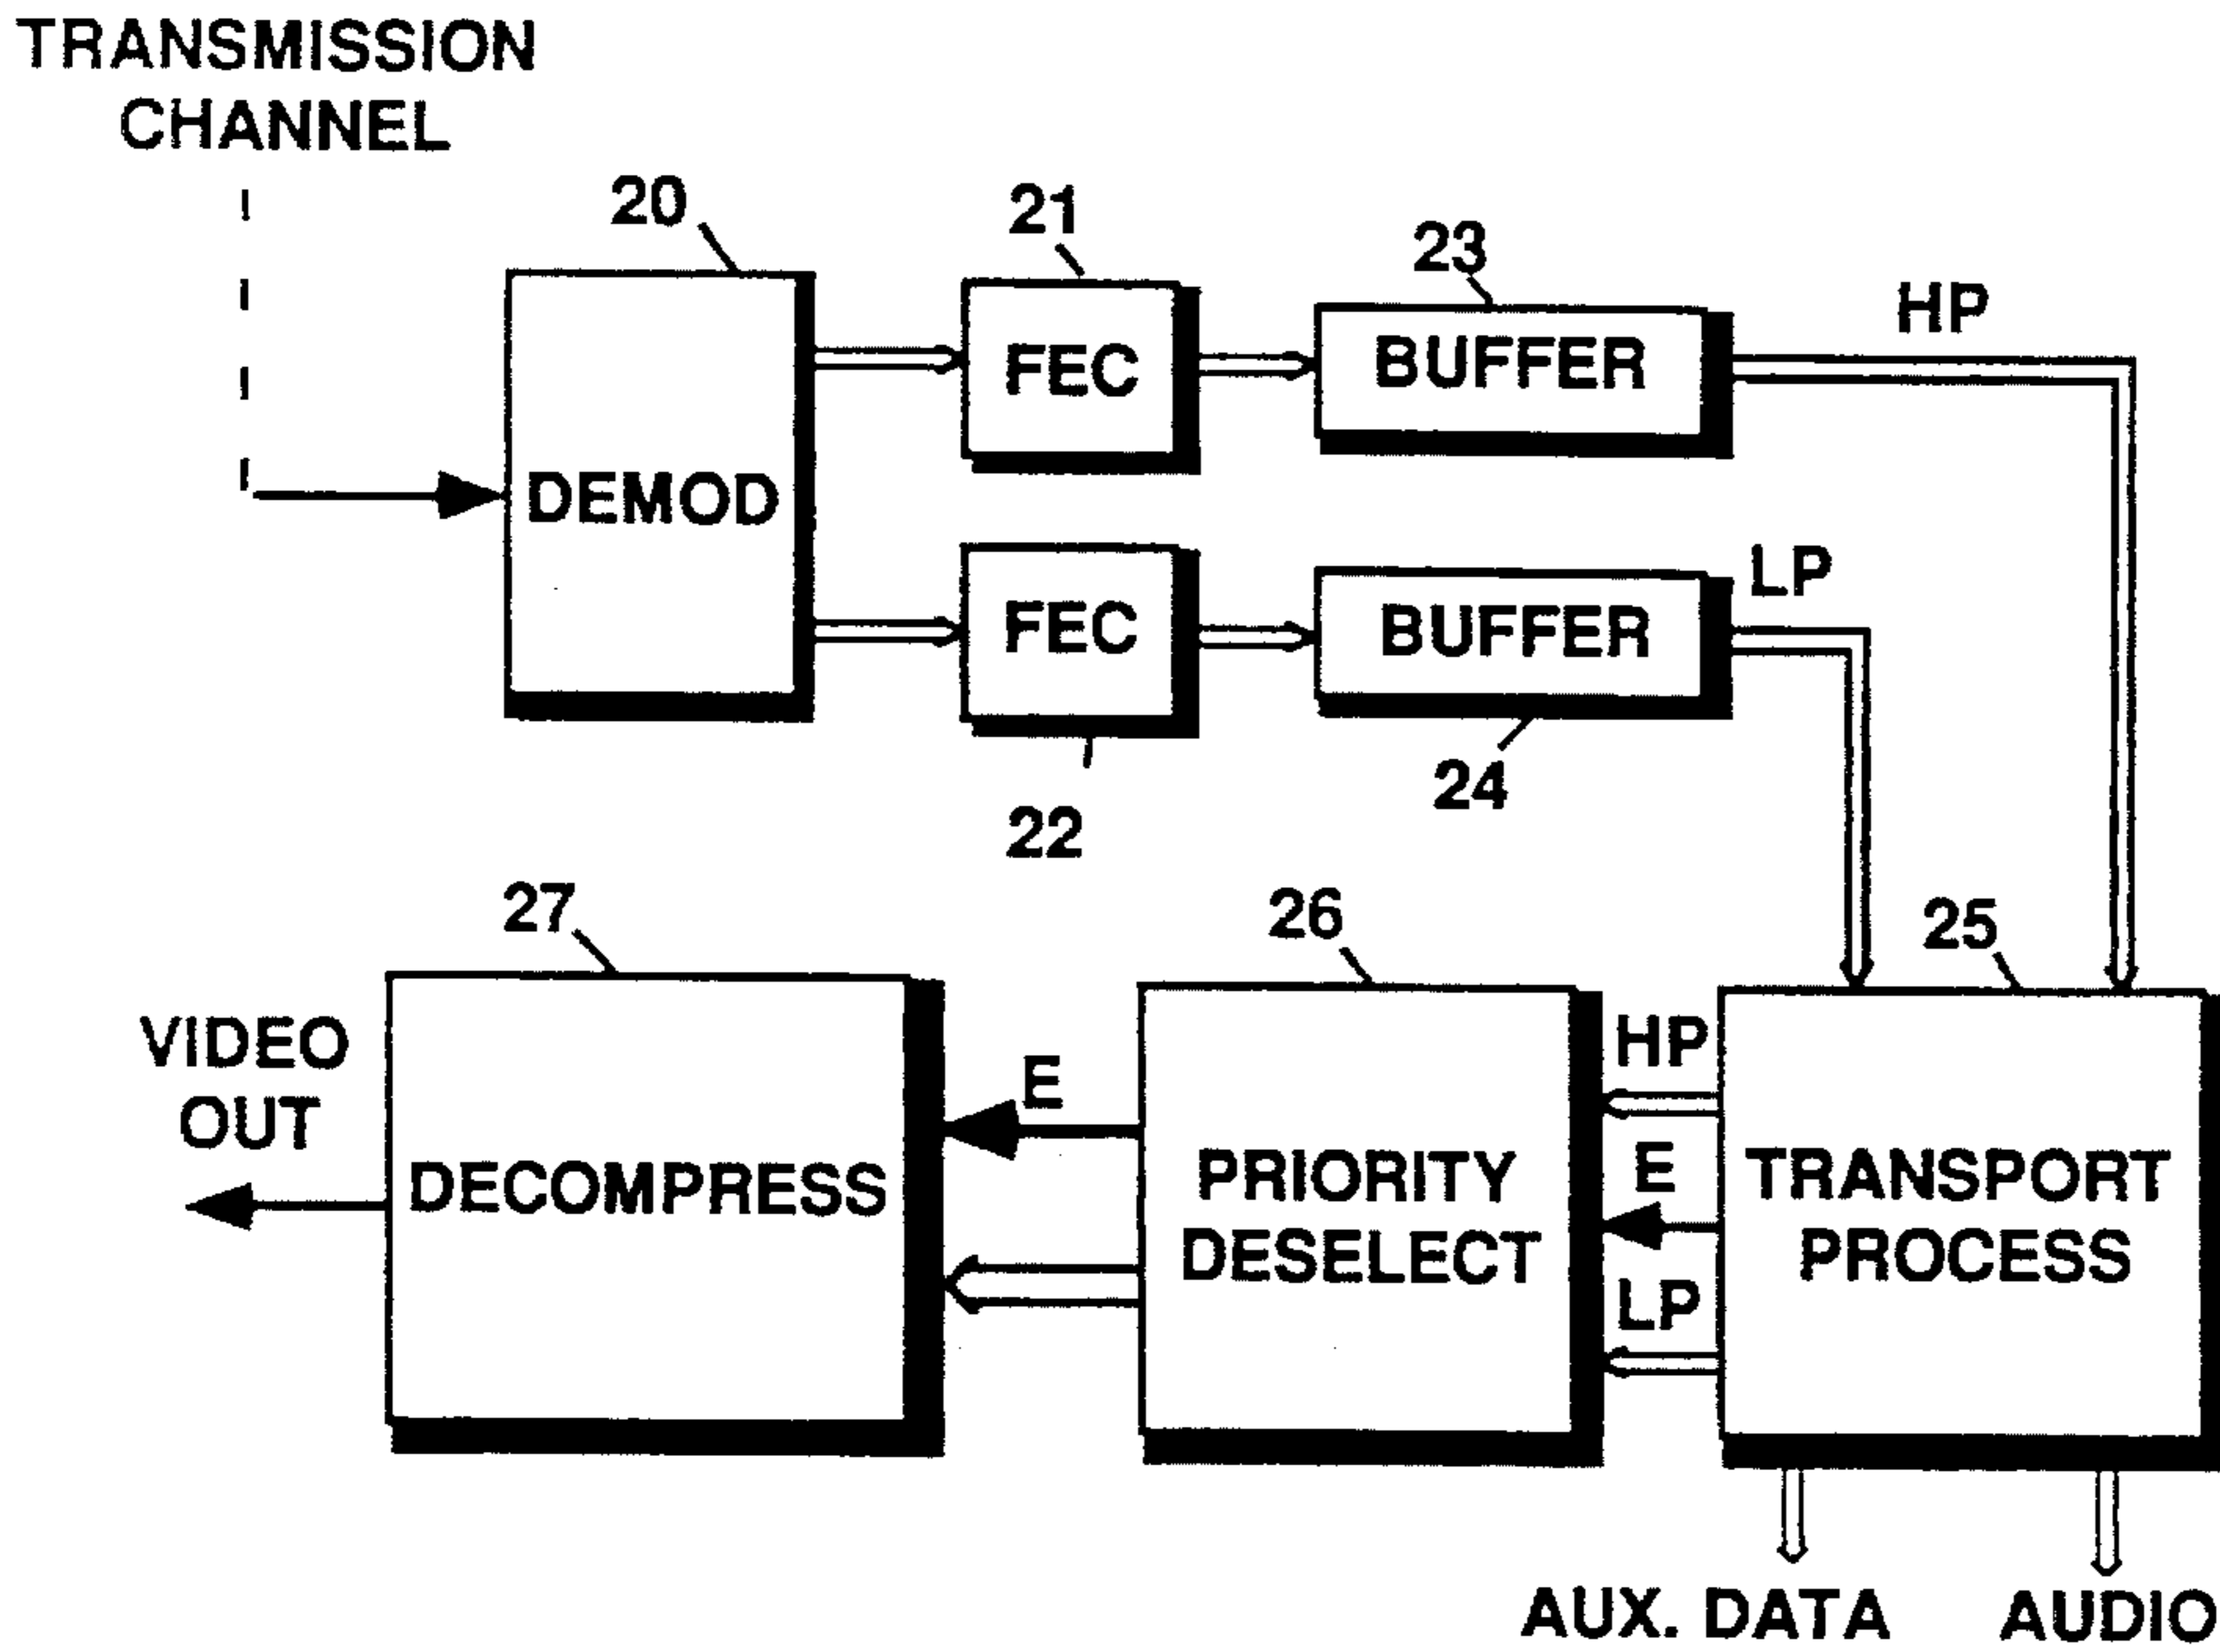 TRANSMISSION
CHANNEL
20
21
23
HP
FEC
BUFFER
DEMOD
LP
FEC
BUFFER
24
22
27
26
25
VIDEO
OUT
HP
E
E
DECOMPRESS
PRIORITY
DESELECT
TRANSPORT
PROCESS
LP
AUX. DATA
AUDIO